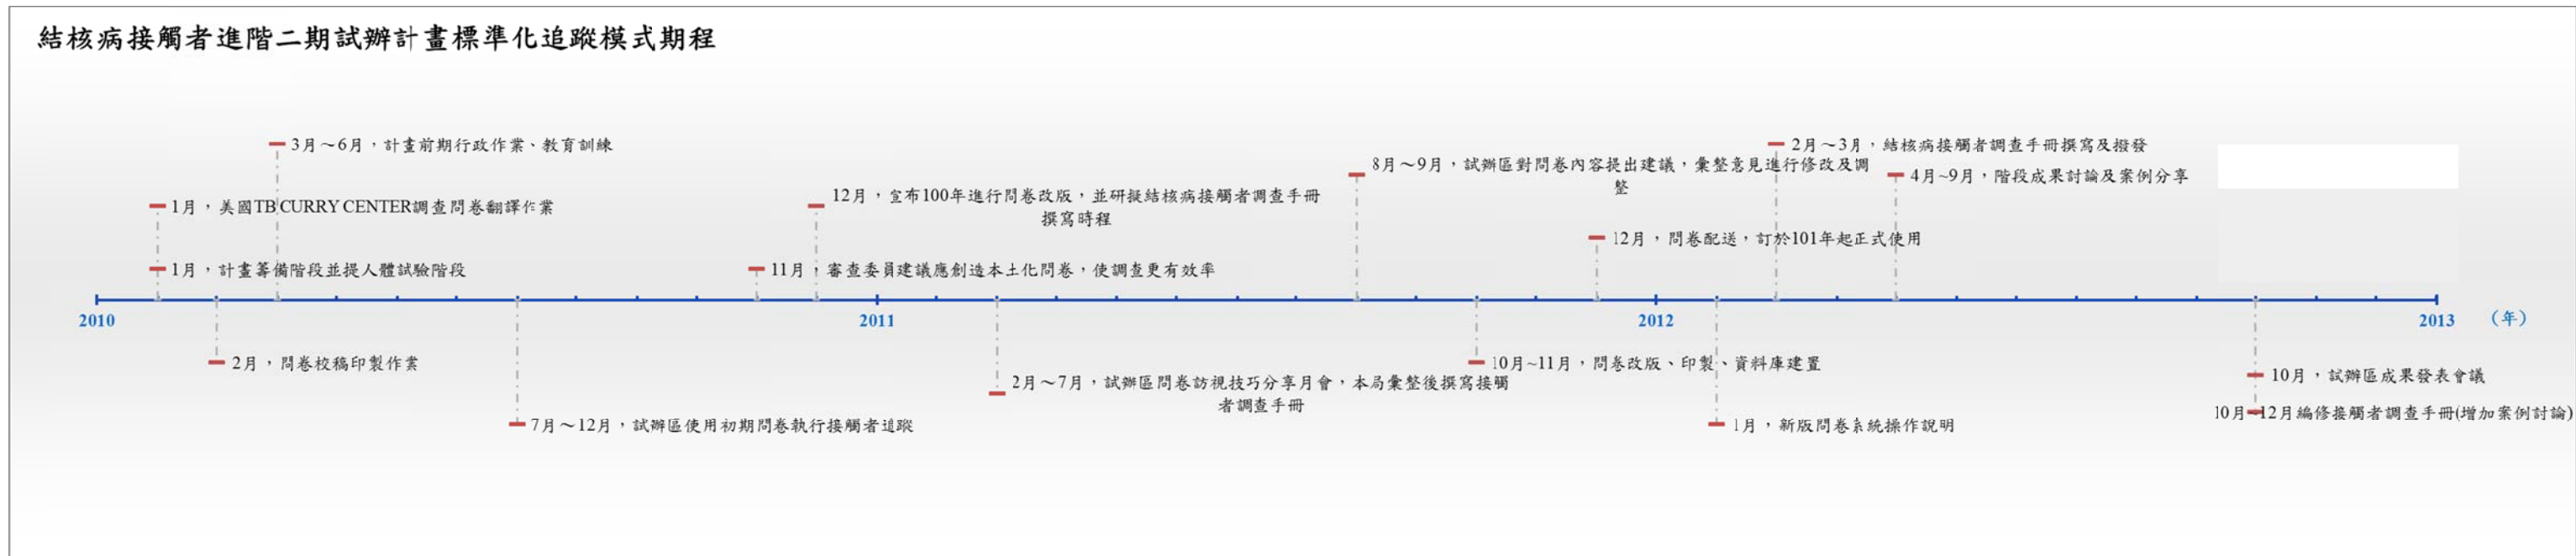 結核病接觸者進階二期試辦計畫標準化追蹤模式期程
3月～6月，計畫前期行政作業、教育訓練
1月，美國TB CURRY CENTER調查問卷翻譯作業
1月，計畫籌備階段並提人體試驗階段
12月，宣布100年進行問卷改版，並研擬結核病接觸者調查手冊
撰寫時程
11月，審查委員建議應創造本土化問卷，使調查更有效率
8月～9月，試辦區對問卷內容提出建議，彙整意見進行修改及調
整
2月～3月，結核病接觸者調查手冊撰寫及撥發
4月~9月，階段成果討論及案例分享
12月，問卷配送，訂於101年起正式使用
2010
2011
2012
2013
（年）
2月，問卷校稿印製作業
7月～12月，試辦區使用初期問卷執行接觸者追蹤
2月～7月，試辦區問卷訪視技巧分享月會，本局彙整後撰寫接觸
者調查手冊
10月~11月，問卷改版、印製、資料庫建置
1月，新版問卷系統操作說明
10月，試辦區成果發表會議
10月~12月編修接觸者調查手冊(增加案例討論)